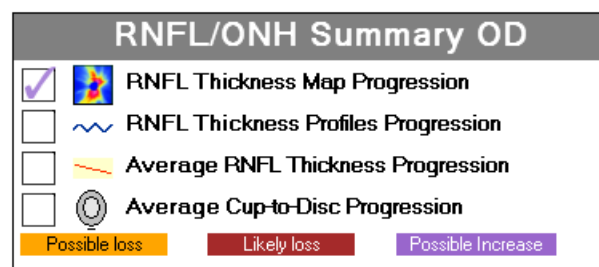 RNFL/ONH Summary OD
RNFL Thickness Map Progression
RNFL Thickness Profiles Progression
Average RNFL Thickness Progression
Average Cup-to-Disc Progression
Possible loss Likely loss Possible Increase